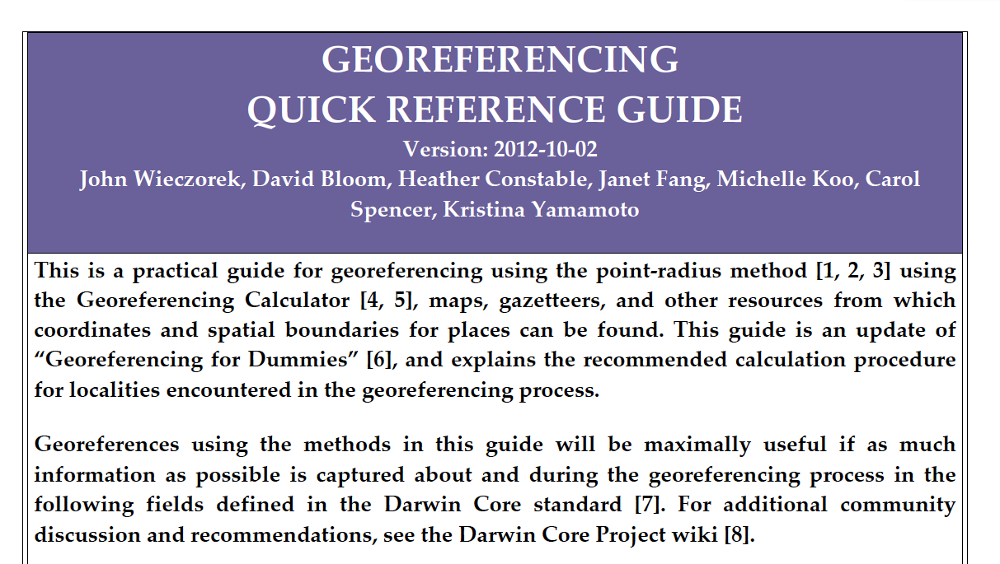 GEOREFERENCING
QUICK REFERENCE GUIDE
Version: 2012-10-02
John Wieczorek, David Bloom, Heather Constable, Janet Fang, Michelle Koo, Carol
Spencer, Kristina Yamamoto
This is a practical guide for georeferencing using the point-radius method [1, 2, 3] using
the Georeferencing Calculator [4, 5], maps, gazetteers, and other resources from which
coordinates and spatial boundaries for places can be found. This guide is an update of
“Georeferencing for Dummies” [6], and explains the recommended calculation procedure
for localities encountered in the georeferencing process.
Georeferences using the methods in this guide will be maximally useful if as much
information as possible is captured about and during the georeferencing process in the
following fields defined in the Darwin Core standard [7]. For additional community
discussion and recommendations, see the Darwin Core Project wiki [8].